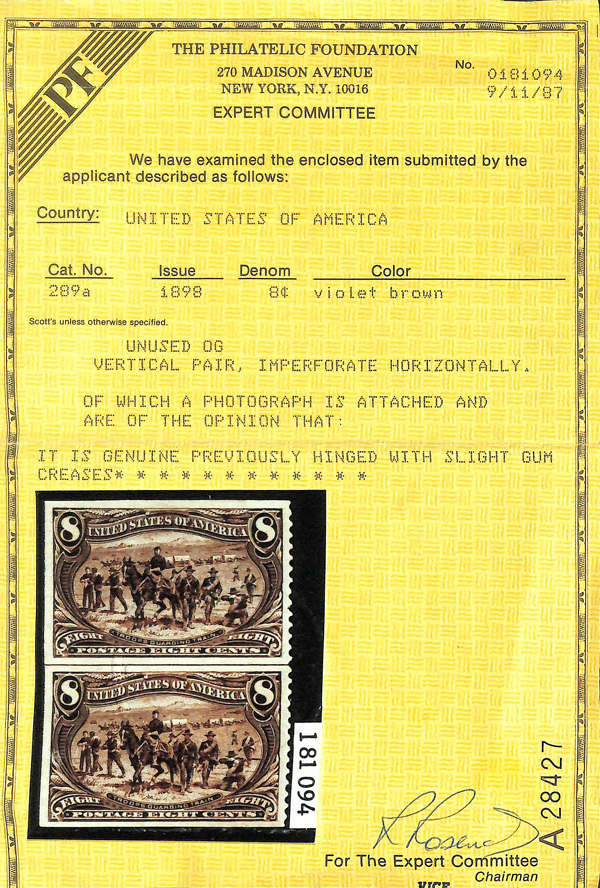 PF
THE PHILATELIC FOUNDATION
270 MADISON AVENUE
NEW YORK, N.Y. 10016
EXPERT COMMITTEE
No. 0181094
9/11/87
We have examined the enclosed item submitted by the
applicant described as follows:
Country: UNITED STATES OF AMERICA
Cat. No. Issue Denom Color
289a 1898 8¢ violet brown
Scott's unless otherwise specified.
UNUSED OG
VERTICAL PAIR, IMPERFORATE HORIZONTALLY.
OF WHICH A PHOTOGRAPH IS ATTACHED AND
ARE OF THE OPINION THAT:
IT IS GENUINE PREVIOUSLY HINGED WITH SLIGHT GUM
CREASES* * * * * * * * * * * *
8 UNITED STATES OF AMERICA 8
EIGHT TROOPS GUARDING TRAIN EIGHT
POSTAGE EIGHT CENTS
8 UNITED STATES OF AMERICA 8
EIGHT TROOPS GUARDING TRAIN EIGHT
POSTAGE EIGHT CENTS
181 094
A 28427
For The Expert Committee
Chairman
VICE